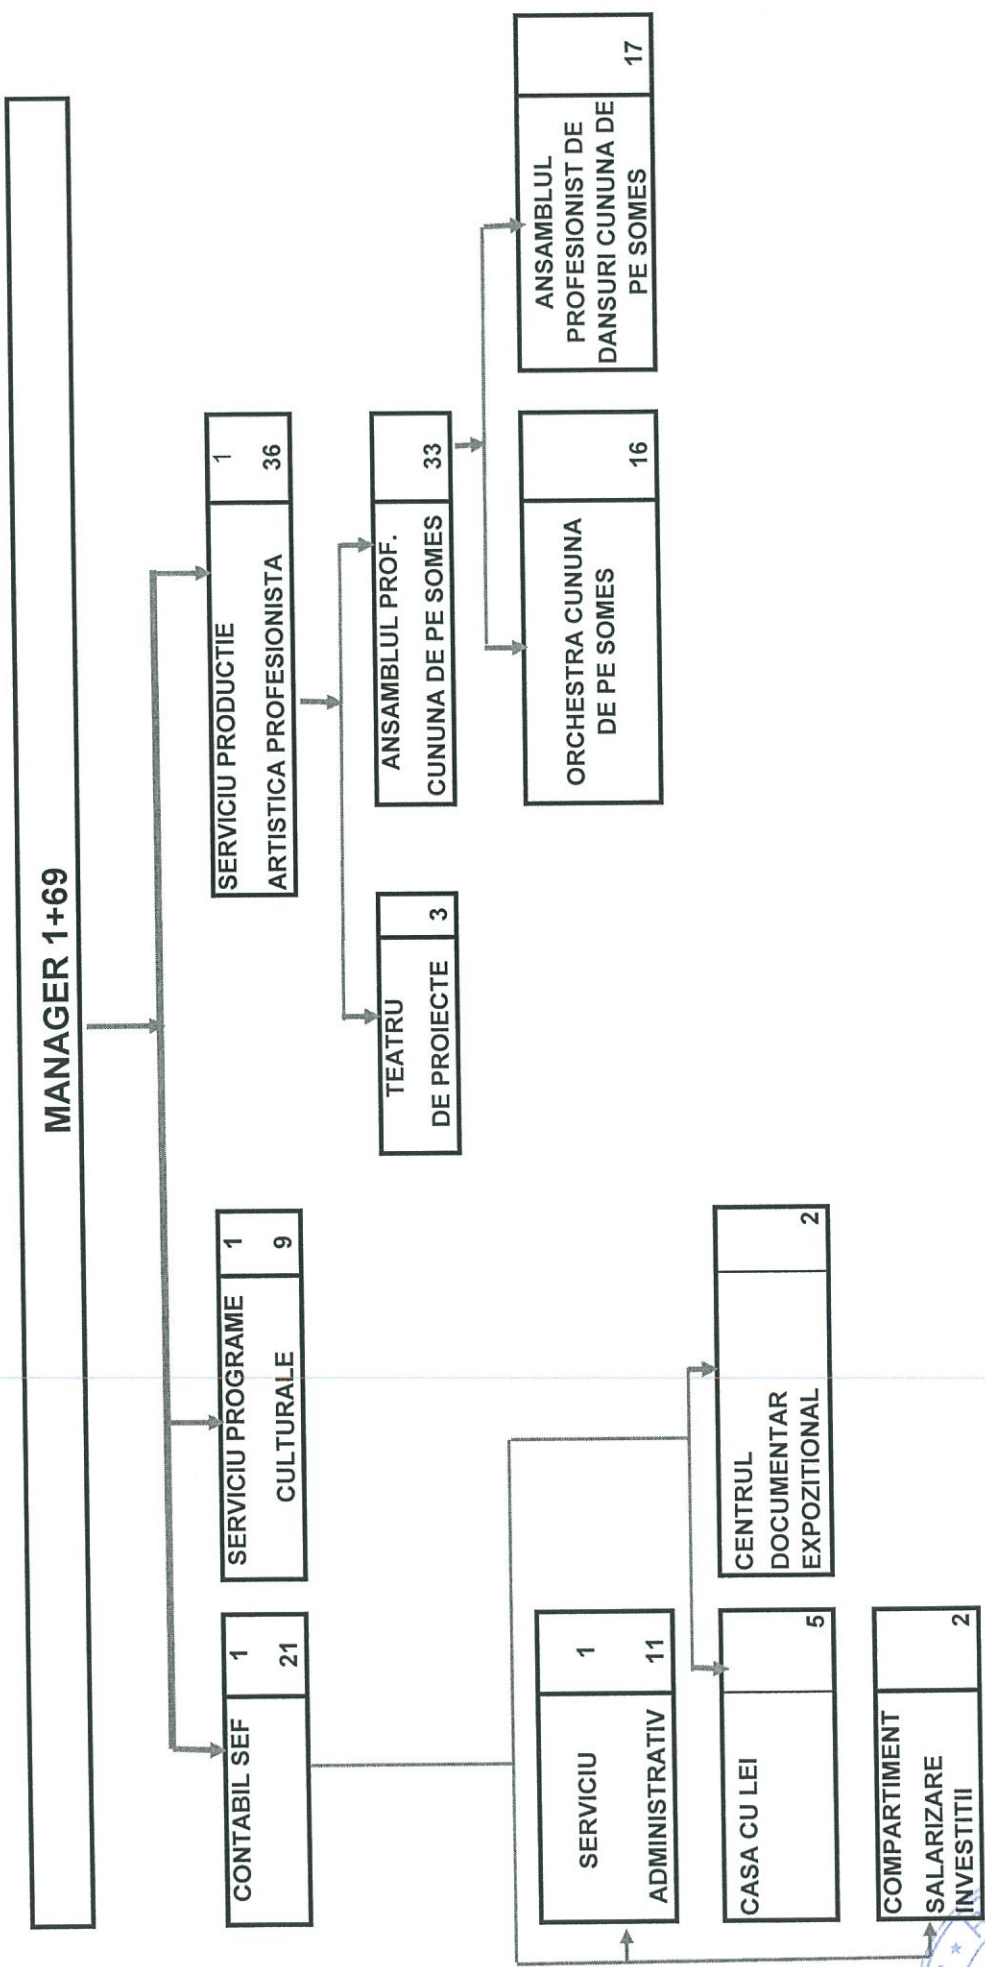 MANAGER 1+69
CONTABIL SEF
1
21
SERVICIU PROGRAME
CULTURALE
1
9
SERVICIU PRODUCTIE
ARTISTICA PROFESIONISTA
1
36
TEATRU
DE PROIECTE
3
ANSAMBLUL PROF.
CUNUNA DE PE SOMES
33
ORCHESTRA CUNUNA
DE PE SOMES
16
ANSAMBLUL
PROFESIONIST DE
DANSURI CUNUNA DE
PE SOMES
17
SERVICIU
ADMINISTRATIV
1
11
CASA CU LEI
5
CENTRUL
DOCUMENTAR
EXPOZITIONAL
2
COMPARTIMENT
SALARIZARE
INVESTITII
2